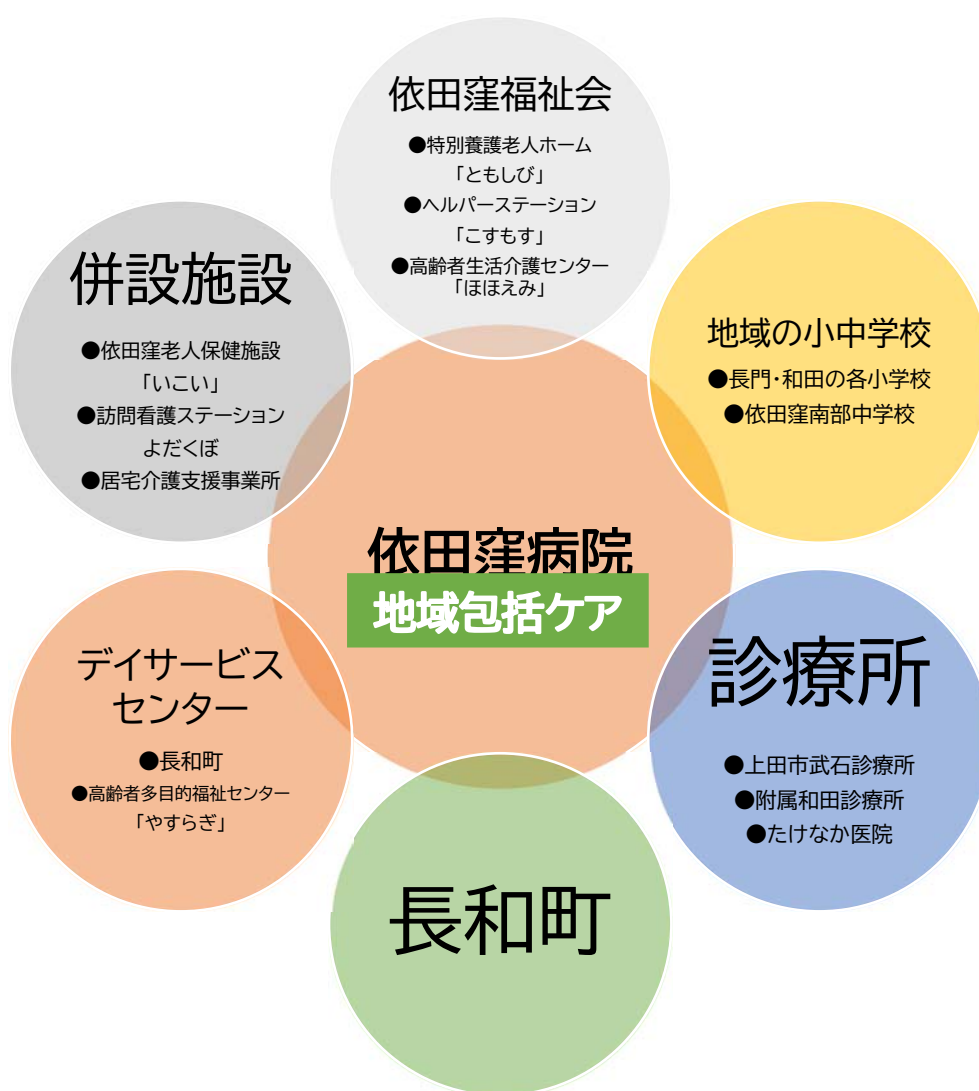 依田窪福祉会
●特別養護老人ホーム
「ともしび」
●ヘルパーステーション
「こすもす」
●高齢者生活介護センター
「ほほえみ」
併設施設
●依田窪老人保健施設
「いこい」
●訪問看護ステーション
よだくぼ
●居宅介護支援事業所
地域の小中学校
●長門・和田の各小学校
●依田窪南部中学校
依田窪病院
地域包括ケア
デイサービス
センター
●長和町
●高齢者多目的福祉センター
「やすらぎ」
診療所
●上田市武石診療所
●附属和田診療所
●たけなか医院
長和町